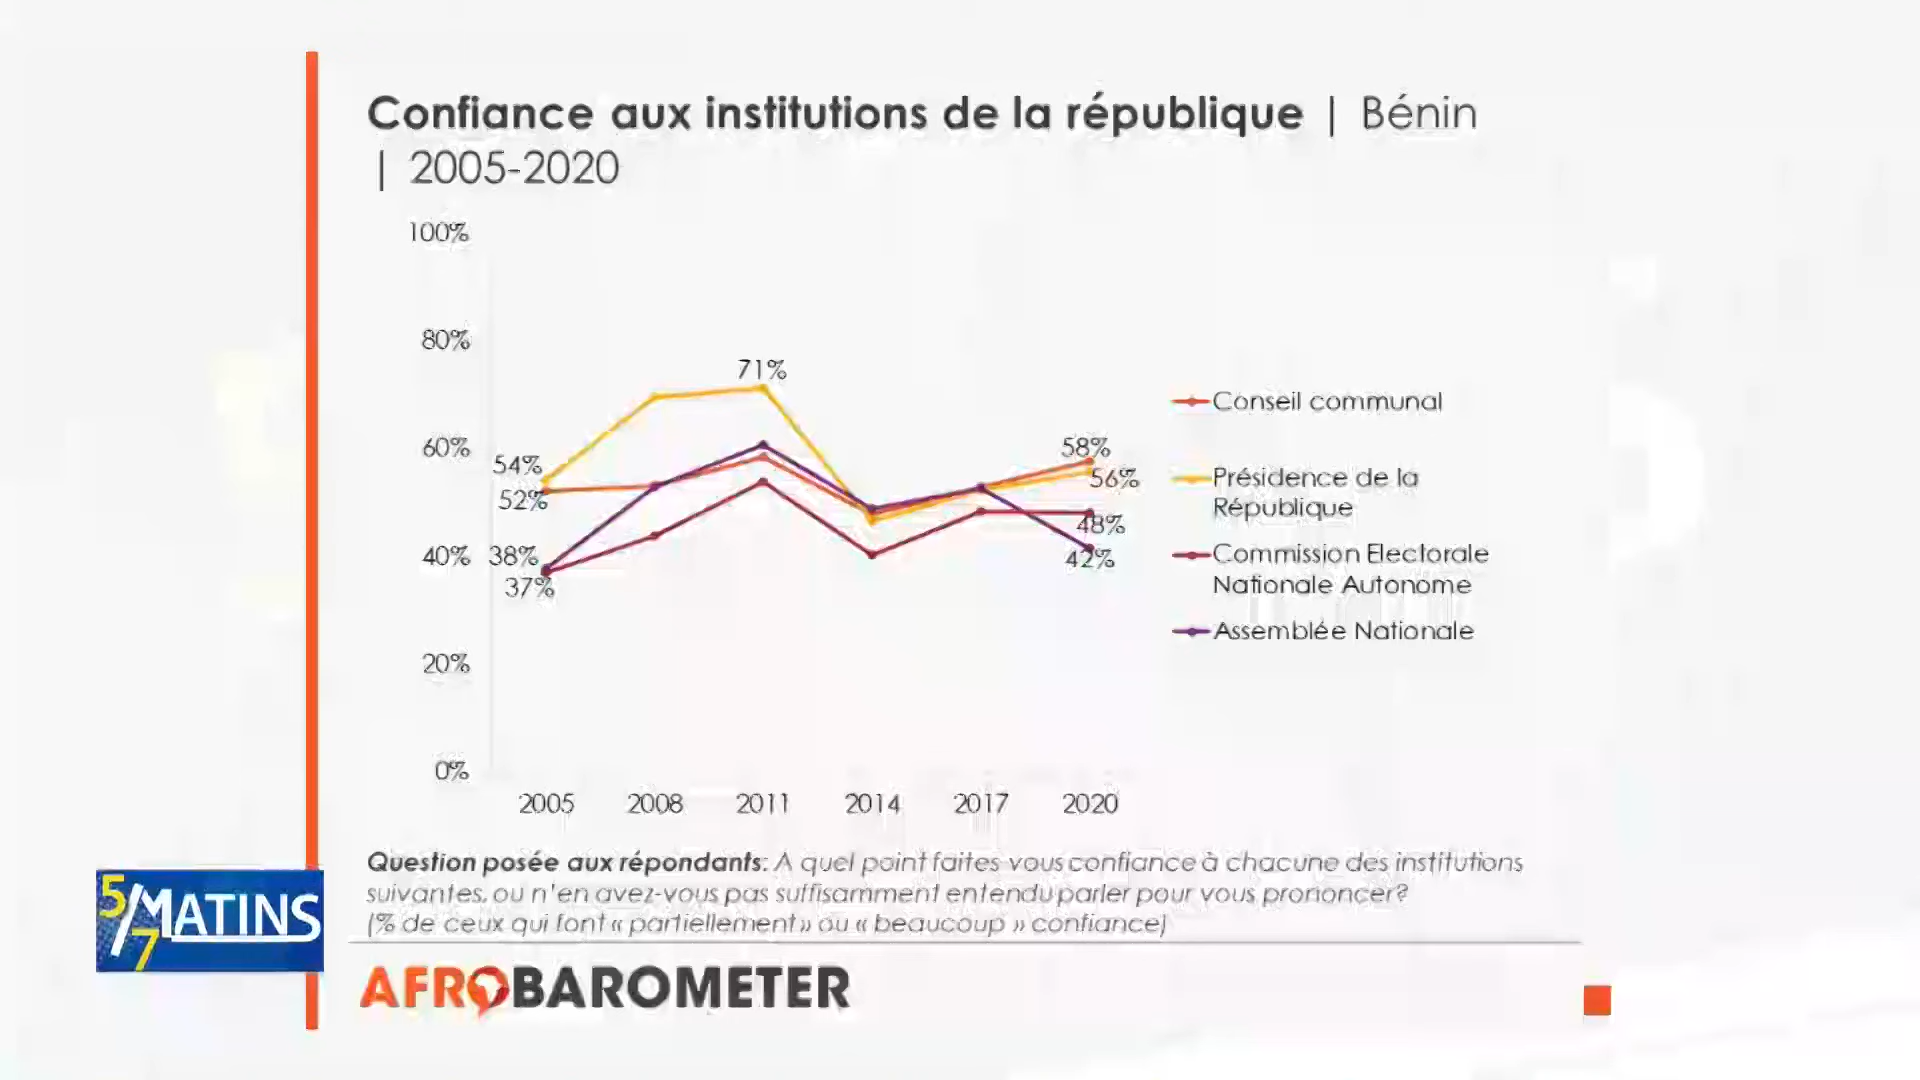 Confiance aux institutions de la république | Bénin
| 2005-2020
100%
80%
60%
40%
20%
0%
71%
54%
52%
38%
37%
58%
56%
48%
42%
2005 2008 2011 2014 2017 2020
Conseil communal
Présidence de la
République
Commission Electorale
Nationale Autonome
Assemblée Nationale
Question posée aux répondants: A quel point faites-vous confiance à chacune des institutions
suivantes, ou n'en avez-vous pas suffisamment entendu parler pour vous prononcer?
(% de ceux qui font « partiellement » ou « beaucoup » confiance)
5/7 MATINS
AFROBAROMETER